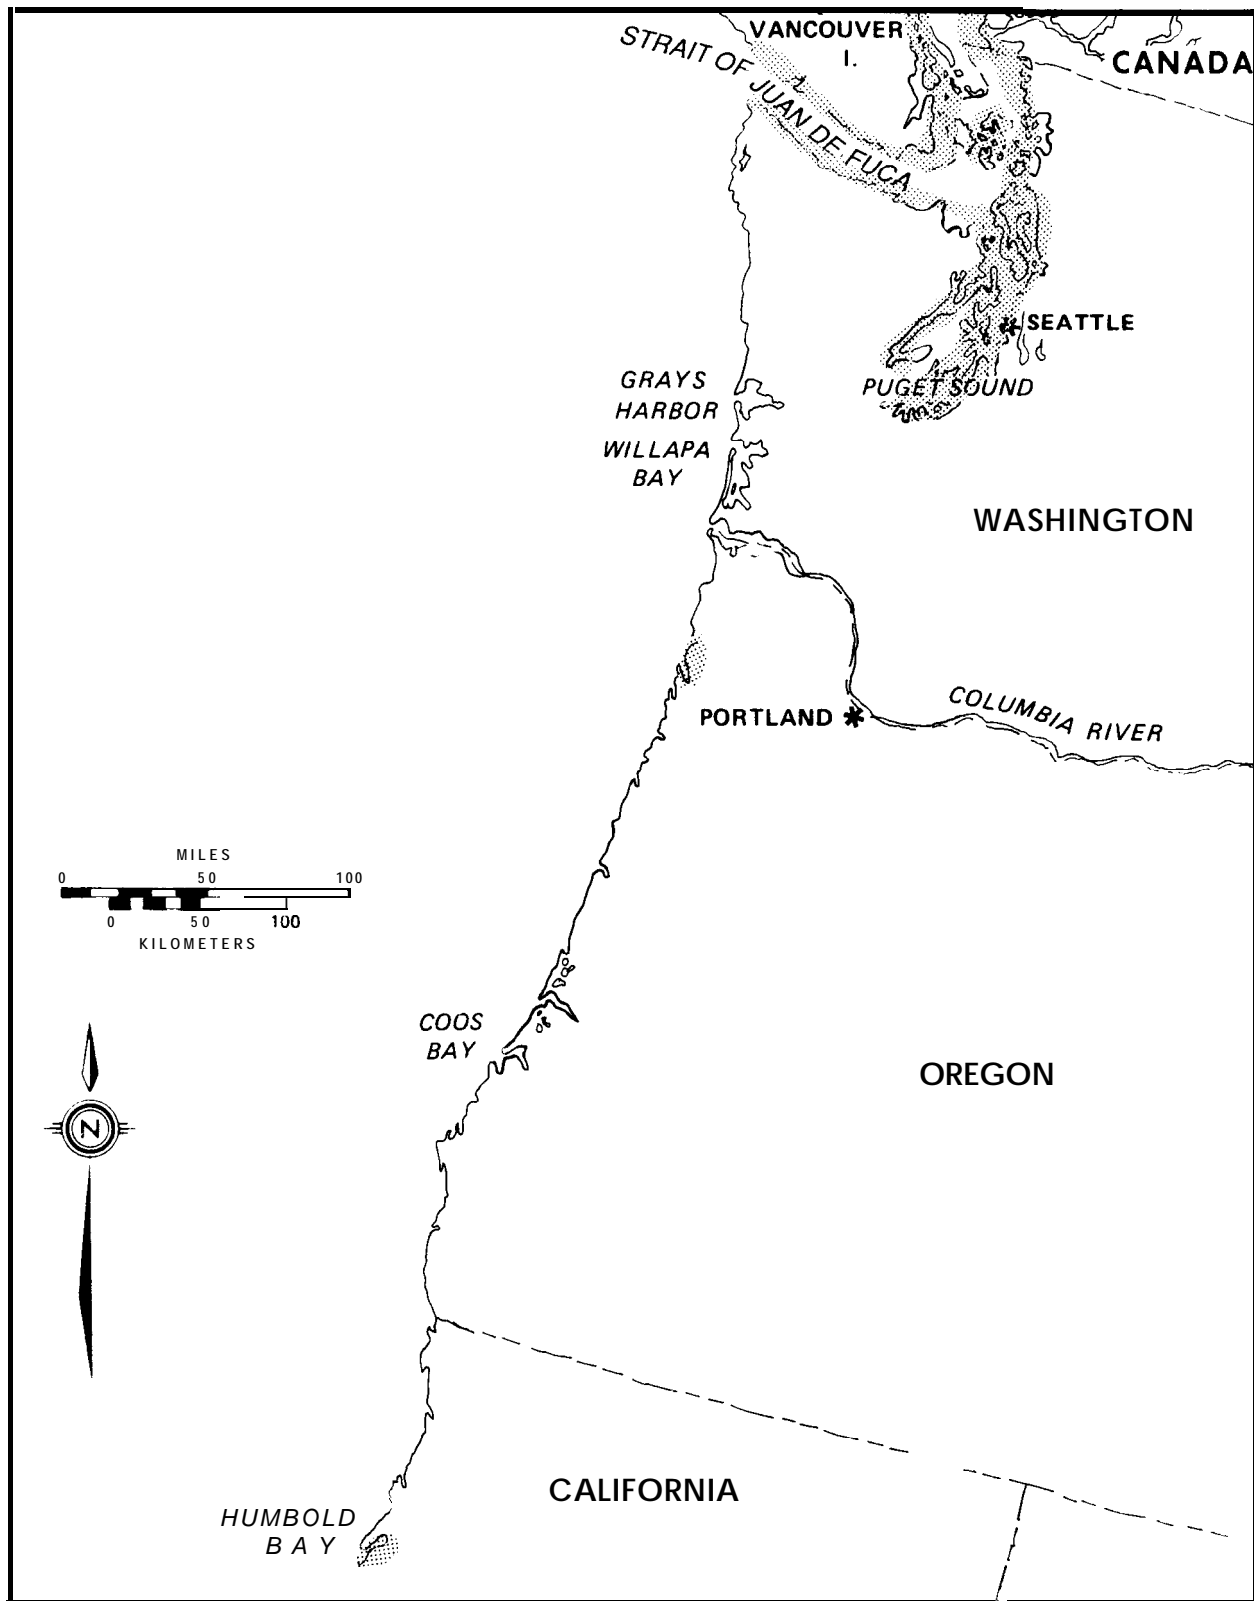 VANCOUVER
I.
CANADA
STRAIT OF JUAN DE FUCA
SEATTLE
GRAYS
HARBOR
PUGET SOUND
WILLAPA
BAY
WASHINGTON
COLUMBIA RIVER
PORTLAND
MILES
0 50 100
0 50 100
KILOMETERS
COOS
BAY
OREGON
N
CALIFORNIA
HUMBOLD
BAY